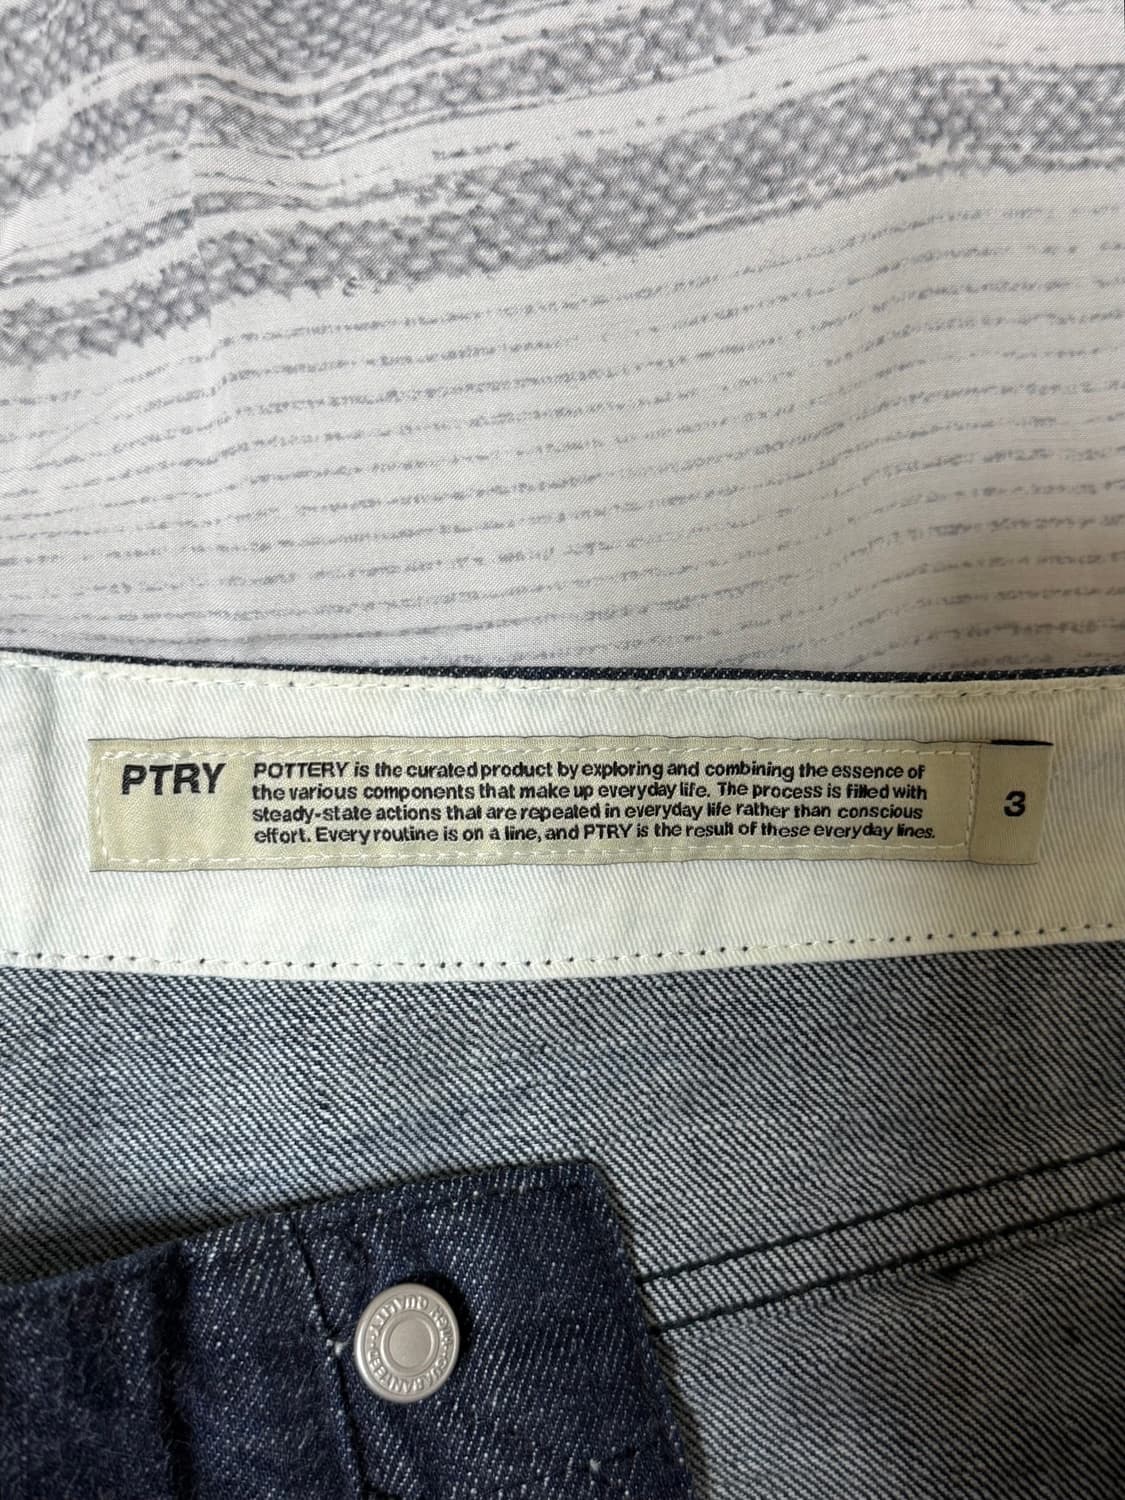 PTRY
POTTERY is the curated product by exploring and combining the essence of
the various components that make up everyday life. The process is filled with
steady-state actions that are repeated in everyday life rather than conscious
effort. Every routine is on a line, and PTRY is the result of these everyday lines.
3
QUALITY
GUARANTEED